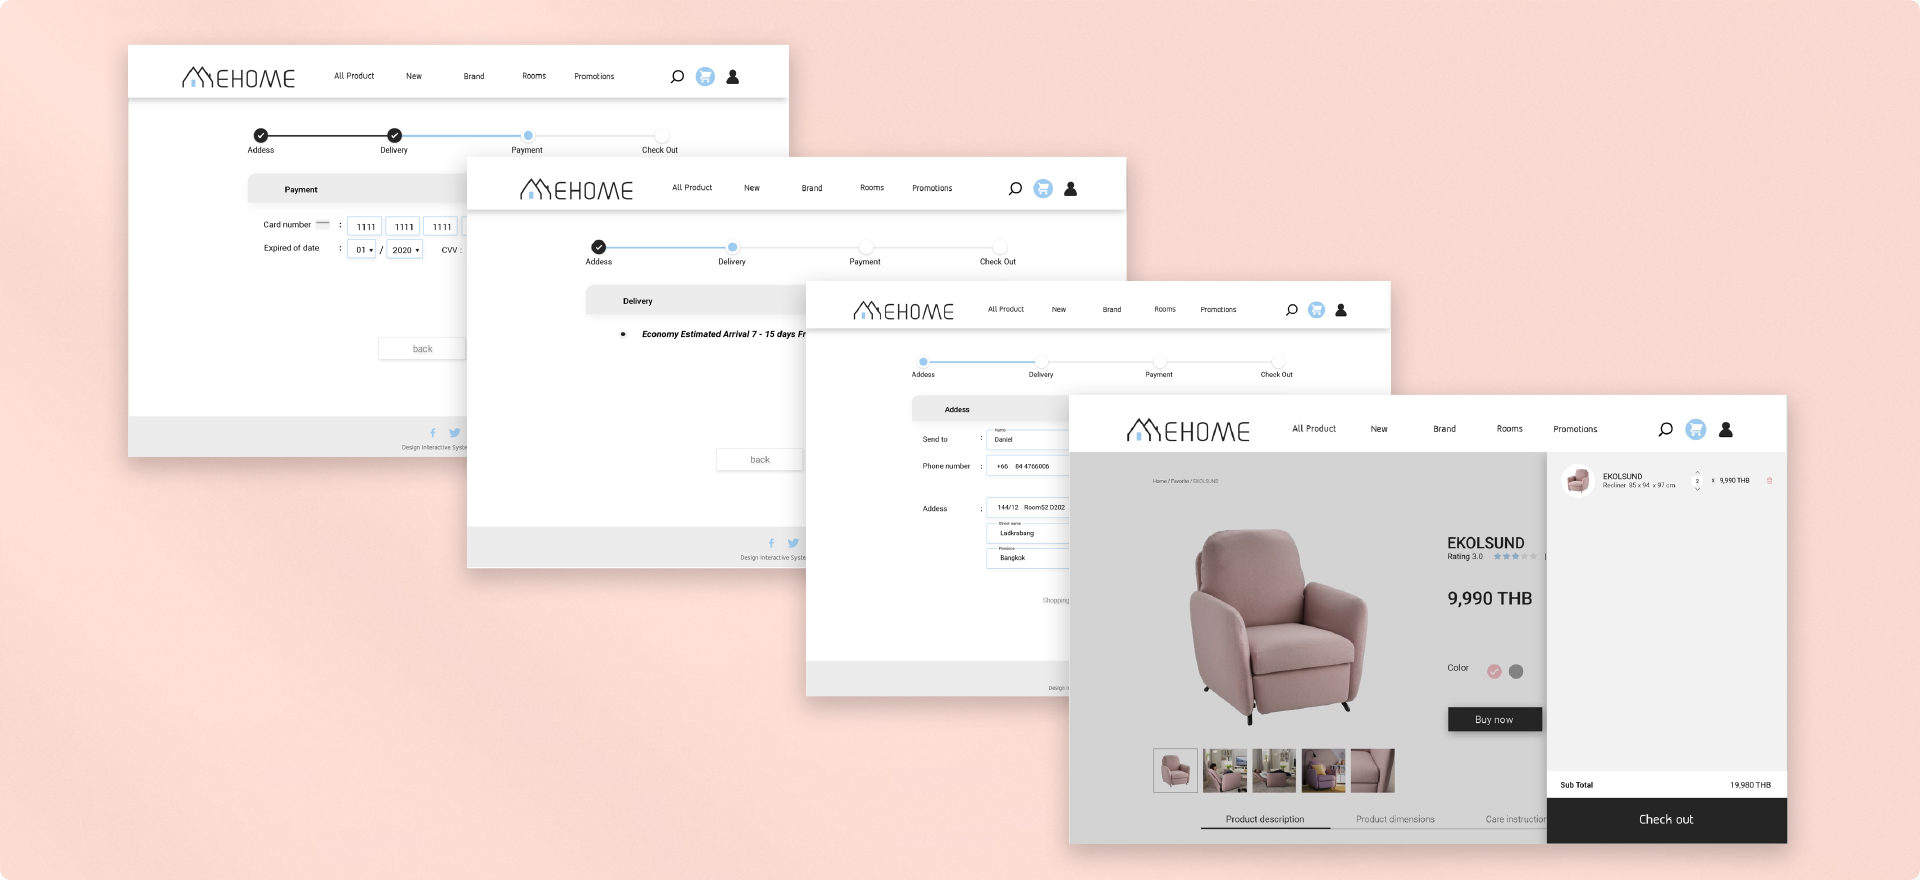 EHOME All Product New Brand Rooms Promotions
Addess Delivery Payment Check Out
Payment
Card number : 1111 1111 1111
Expired of date : 01 / 2020 CVV :
back
Design Interactive Syste
EHOME All Product New Brand Rooms Promotions
Addess Delivery Payment Check Out
Delivery
Economy Estimated Arrival 7 - 15 days Fr
back
Design Interactive Syste
EHOME All Product New Brand Rooms Promotions
Addess Delivery Payment Check Out
Addess
Name
Send to : Daniel
Phone number : +66 84 4766006
Addess : 144/12 Room52 D202
Street name
Ladkrabang
Province
Bangkok
Shopping
Design I
EHOME All Product New Brand Rooms Promotions
Home / Favorite / EKOLSUND
EKOLSUND
Rating 3.0
9,990 THB
Color
Buy now
Product description Product dimensions Care instruction
EKOLSUND
Recliner 85 x 94 x 97 cm 2 x 9,990 THB
Sub Total 19,980 THB
Check out